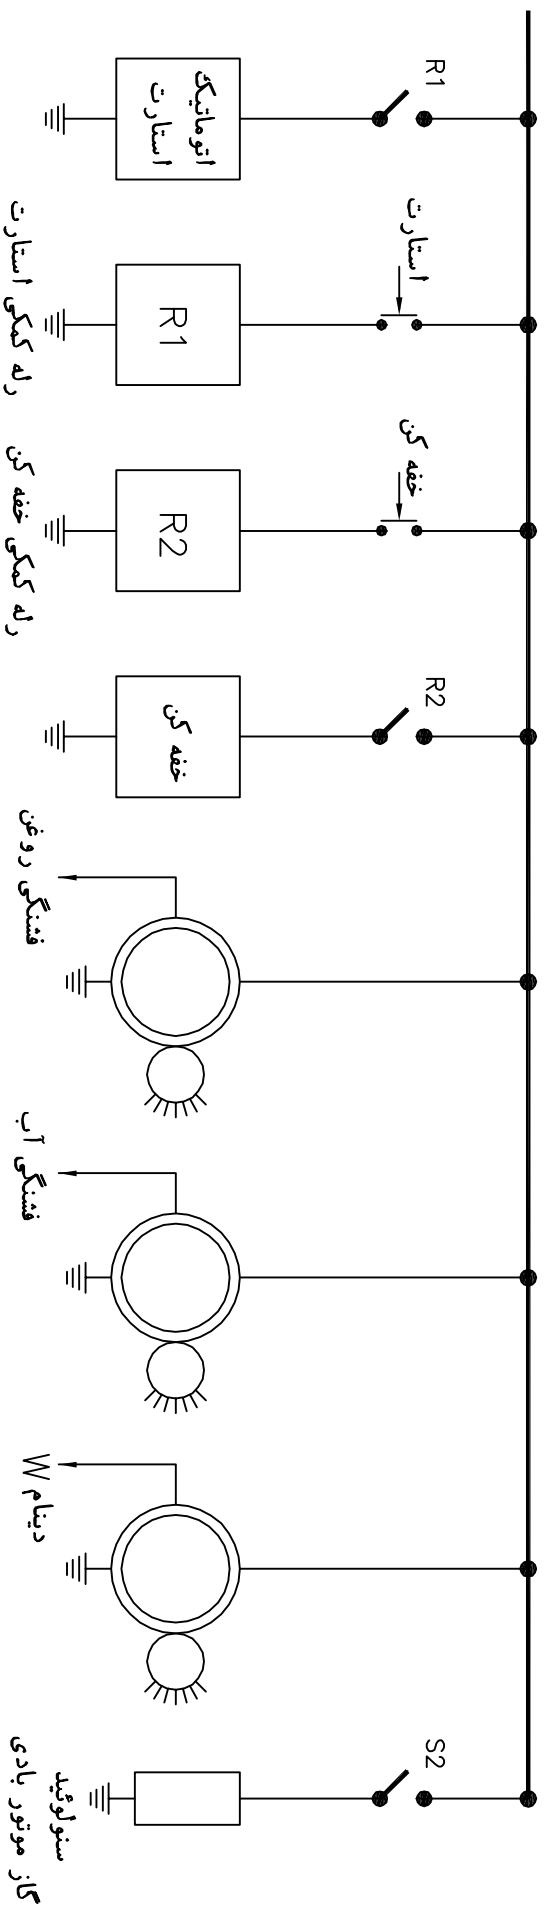 R1
اتوماتیک
استارت
استارت
R1
رله کمکی استارت
خفه کن
R2
رله کمکی خفه کن
R2
خفه کن
فشنگی روغن
فشنگی آب
دینام W
S2
سنولوئید
گاز موتور بادی